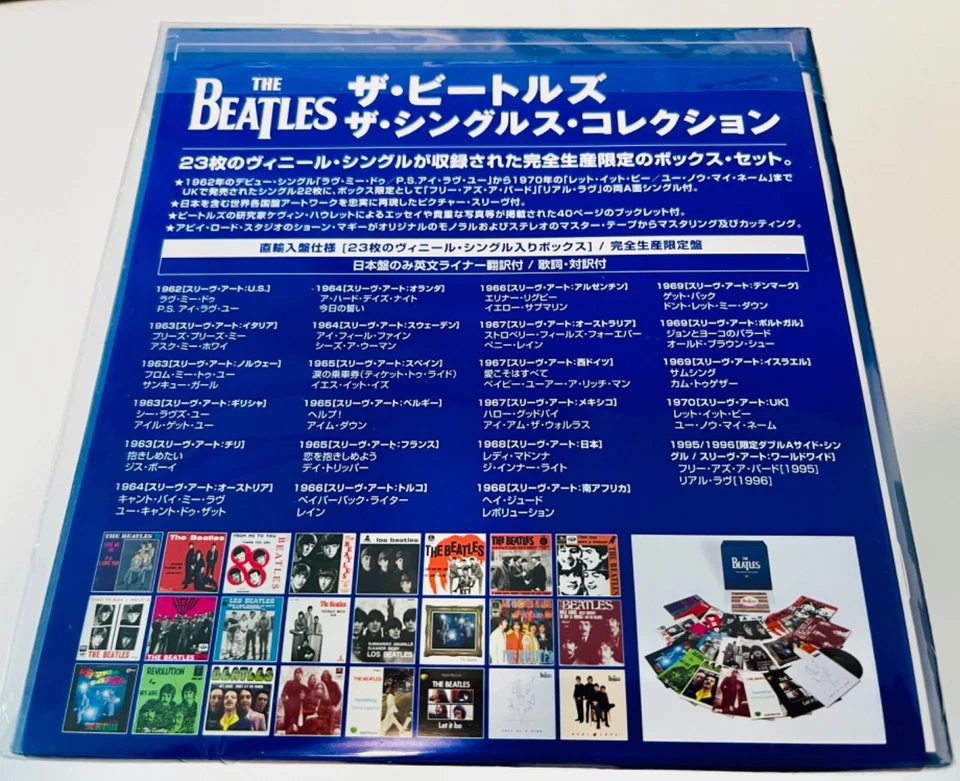 THE
BEATLES
ザ・ビートルズ
ザ・シングルス・コレクション
23枚のヴィニール・シングルが収録された完全生産限定のボックス・セット。
★1962年のデビュー・シングル「ラヴ・ミー・ドゥ/P.S.アイ・ラヴ・ユー」から1970年の「レット・イット・ビー/ユー・ノウ・マイ・ネーム」まで
UKで発売されたシングル22枚に、ボックス限定として「フリー・アズ・ア・バード」「リアル・ラヴ」の両A面シングル付。
★日本を含む世界各国盤アートワークを忠実に再現したピクチャー・スリーヴ付。
★ビートルズの研究家ケヴィン・ハウレットによるエッセイや貴重な写真等が掲載された40ページのブックレット付。
★アビイ・ロード・スタジオのショーン・マギーがオリジナルのモノラルおよびステレオのマスター・テープからマスタリング及びカッティング。
直輸入盤仕様 [23枚のヴィニール・シングル入りボックス] / 完全生産限定盤
日本盤のみ英文ライナー翻訳付 / 歌詞・対訳付
1962[スリーヴ・アート:U.S.]
ラヴ・ミー・ドゥ
P.S. アイ・ラヴ・ユー
1963[スリーヴ・アート:イタリア]
プリーズ・プリーズ・ミー
アスク・ミー・ホワイ
1963[スリーヴ・アート:ノルウェー]
フロム・ミー・トゥ・ユー
サンキュー・ガール
1963[スリーヴ・アート:ギリシャ]
シー・ラヴズ・ユー
アイル・ゲット・ユー
1963[スリーヴ・アート:チリ]
抱きしめたい
ジス・ボーイ
1964[スリーヴ・アート:オーストリア]
キャント・バイ・ミー・ラヴ
ユー・キャント・ドゥ・ザット
1964[スリーヴ・アート:オランダ]
ア・ハード・デイズ・ナイト
今日の誓い
1964[スリーヴ・アート:スウェーデン]
アイ・フィール・ファイン
シーズ・ア・ウーマン
1965[スリーヴ・アート:スペイン]
涙の乗車券(ティケット・トゥ・ライド)
イエス・イット・イズ
1965[スリーヴ・アート:ベルギー]
ヘルプ!
アイム・ダウン
1965[スリーヴ・アート:フランス]
恋を抱きしめよう
デイ・トリッパー
1966[スリーヴ・アート:トルコ]
ペイパーバック・ライター
レイン
1966[スリーヴ・アート:アルゼンチン]
エリナー・リグビー
イエロー・サブマリン
1967[スリーヴ・アート:オーストラリア]
ストロベリー・フィールズ・フォーエバー
ペニー・レイン
1967[スリーヴ・アート:西ドイツ]
愛こそはすべて
ベイビー・ユーアー・ア・リッチ・マン
1967[スリーヴ・アート:メキシコ]
ハロー・グッドバイ
アイ・アム・ザ・ウォルラス
1968[スリーヴ・アート:日本]
レディ・マドンナ
ジ・インナー・ライト
1968[スリーヴ・アート:南アフリカ]
ヘイ・ジュード
レボリューション
1969[スリーヴ・アート:デンマーク]
ゲット・バック
ドント・レット・ミー・ダウン
1969[スリーヴ・アート:ポルトガル]
ジョンとヨーコのバラード
オールド・ブラウン・シュー
1969[スリーヴ・アート:イスラエル]
サムシング
カム・トゥゲザー
1970[スリーヴ・アート:UK]
レット・イット・ビー
ユー・ノウ・マイ・ネーム
1995/1996[限定ダブルAサイド・シン
グル / スリーヴ・アート:ワールドワイド]
フリー・アズ・ア・バード[1995]
リアル・ラヴ[1996]
THE BEATLES
The Beatles
FROM ME TO YOU
BEATLES
los beatles
THE BEATLES
THE BEATLES
THE BEATLES
THE BEATLES
HELP!
LES BEATLES
The Beatles
SUBMARINO AMARILLO
ELEANOR RIGBY
LOS BEATLES
THE BEATLES
BEATLES
REVOLUTION
HEY JUDE
BEATLES
THE BEATLES
THE BEATLES
Let it be
REAL LOVE
THE
BEATLES